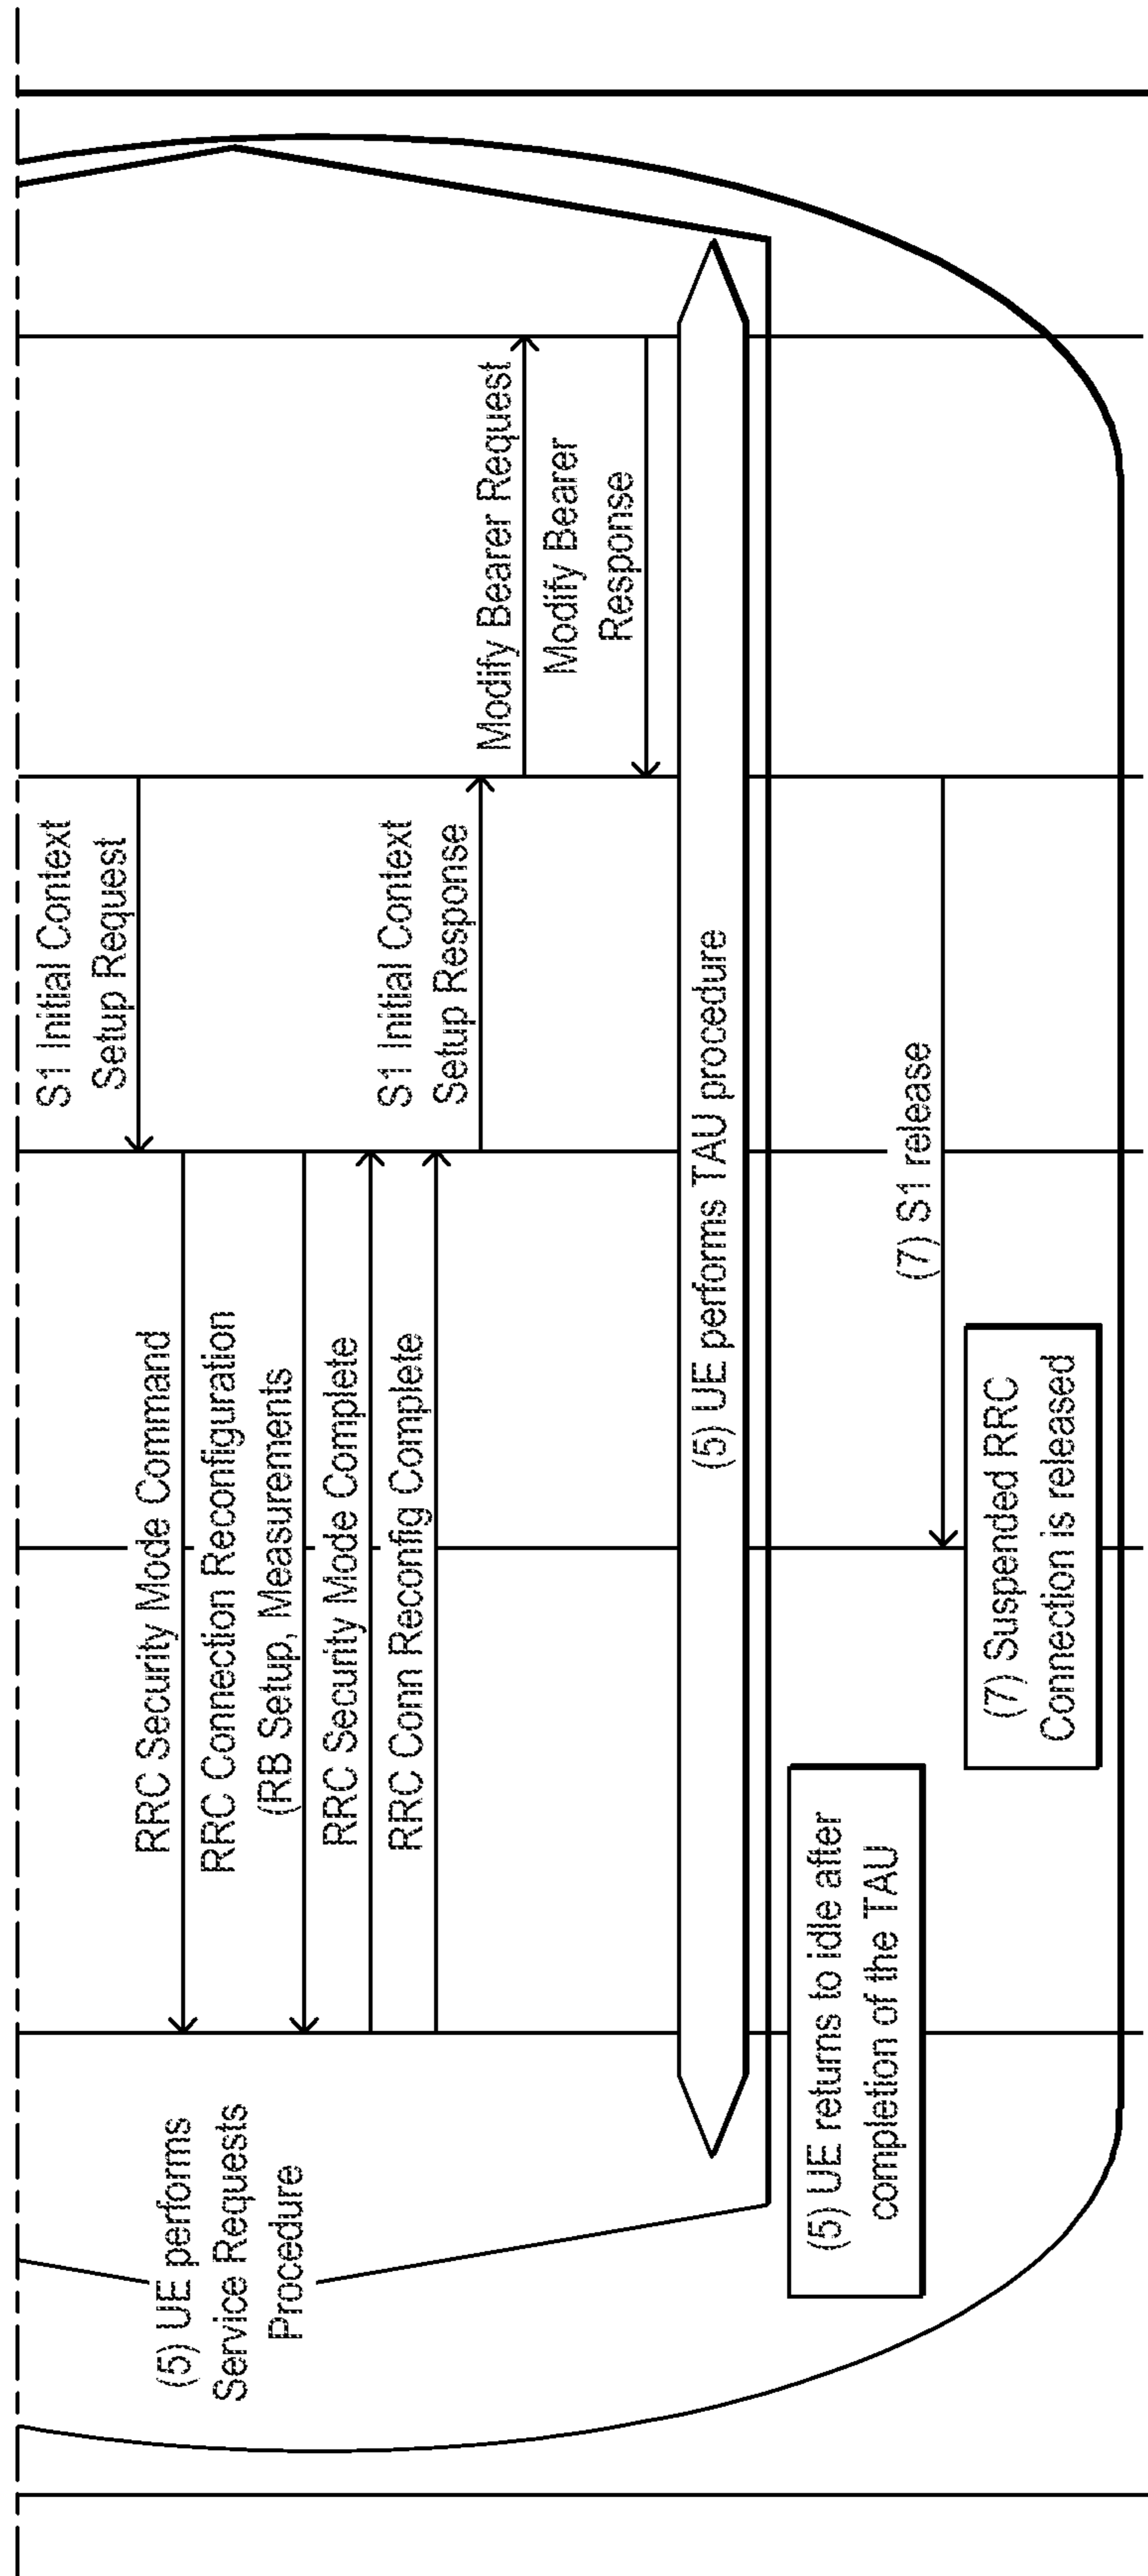 S1 Initial Context
Setup Request
RRC Security Mode Command
(5) UE performs
Service Requests
Procedure
RRC Connection Reconfiguration
(RB Setup, Measurements
RRC Security Mode Complete
RRC Conn Reconfig Complete
S1 Initial Context
Setup Response
Modify Bearer Request
Modify Bearer
Response
(5) UE performs TAU procedure
(5) UE returns to idle after
completion of the TAU
(7) S1 release
(7) Suspended RRC
Connection is released